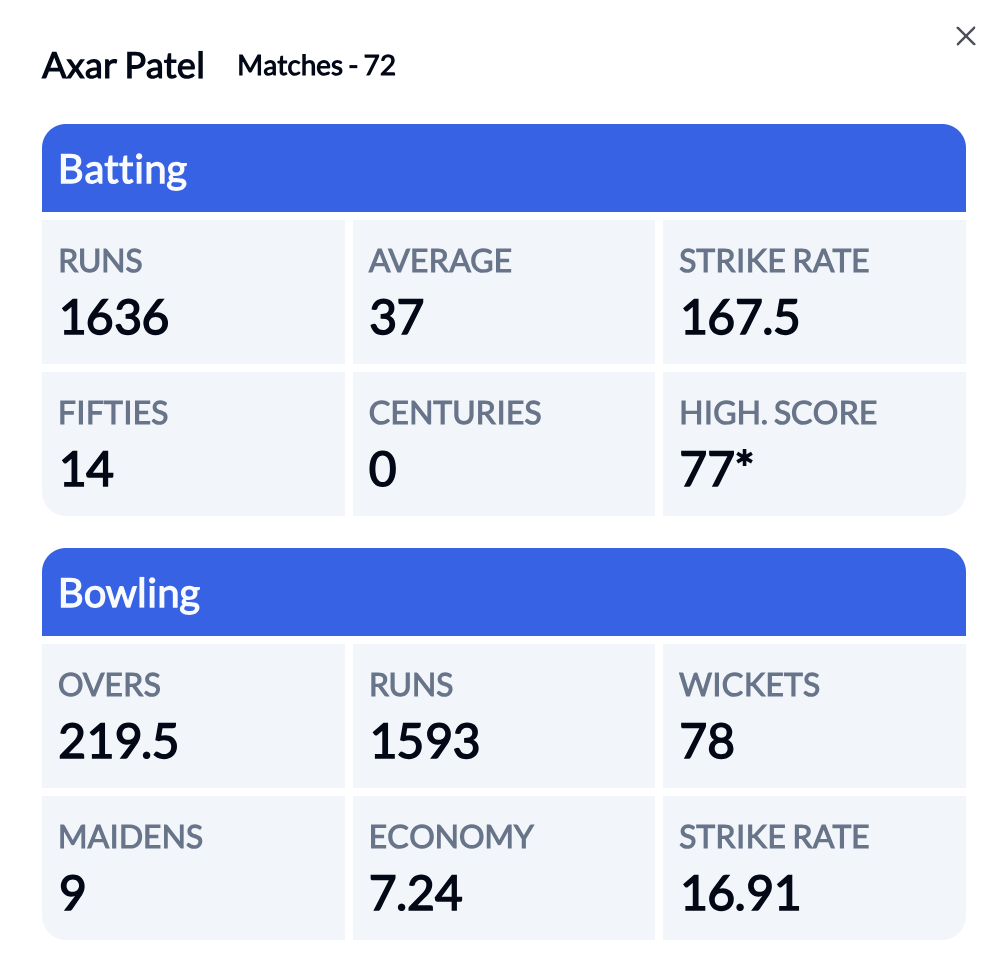 Axar Patel Matches - 72
Batting
RUNS AVERAGE STRIKE RATE
1636 37 167.5
FIFTIES CENTURIES HIGH. SCORE
14 0 77*
Bowling
OVERS RUNS WICKETS
219.5 1593 78
MAIDENS ECONOMY STRIKE RATE
9 7.24 16.91